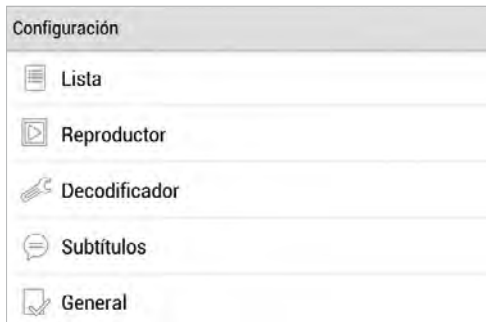 Configuración
Lista
Reproductor
Decodificador
Subtítulos
General